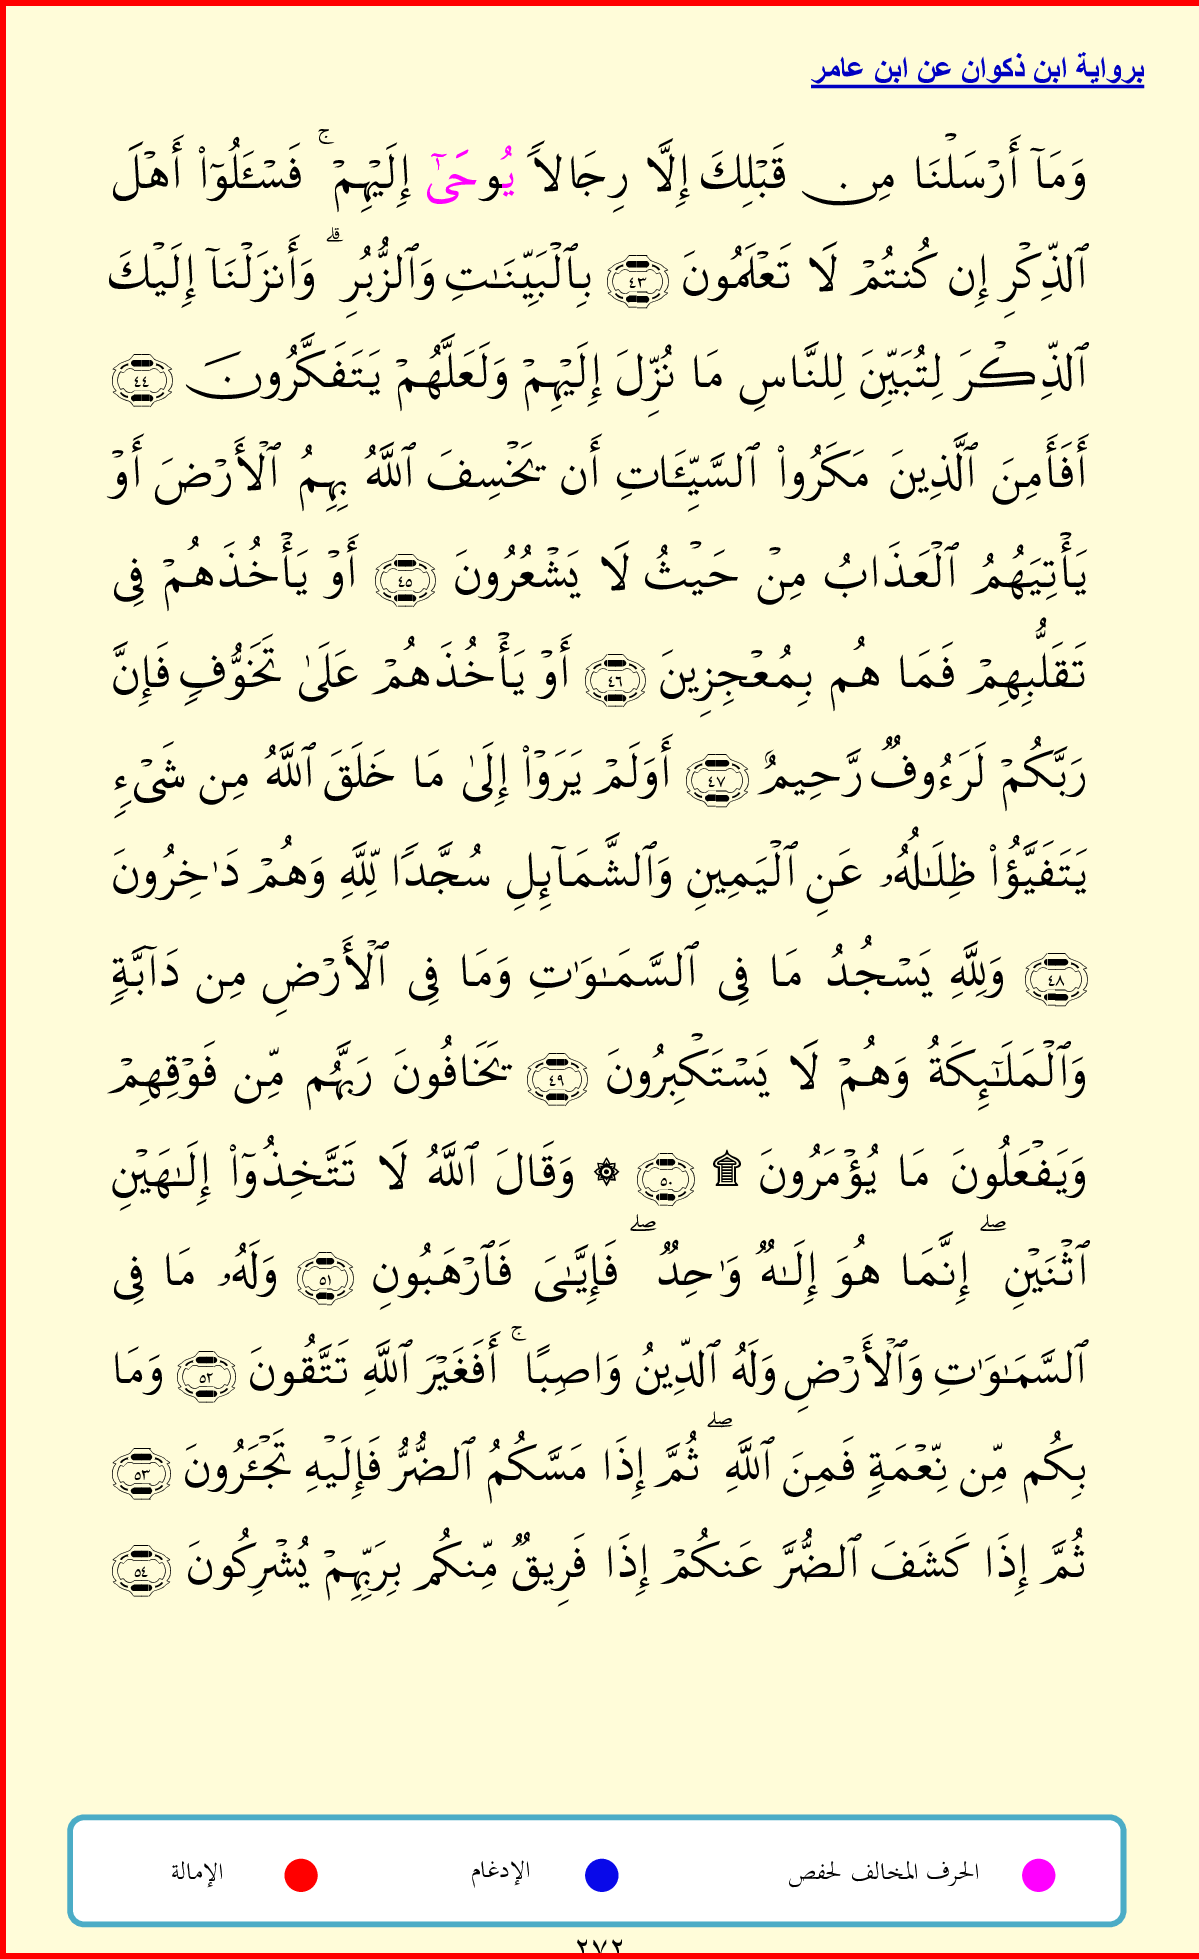 برواية ابن ذكوان عن ابن عامر
وَمَآ أَرْسَلْنَا مِن قَبْلِكَ إِلَّا رِجَالاً يُوحَىٰٓ إِلَيْهِمْ ۚ فَسْـَٔلُوٓا۟ أَهْلَ
ٱلذِّكْرِ إِن كُنتُمْ لَا تَعْلَمُونَ ٤٣ بِٱلْبَيِّنَـٰتِ وَٱلزُّبُرِ ۗ وَأَنزَلْنَآ إِلَيْكَ
ٱلذِّكْرَ لِتُبَيِّنَ لِلنَّاسِ مَا نُزِّلَ إِلَيْهِمْ وَلَعَلَّهُمْ يَتَفَكَّرُونَ ٤٤
أَفَأَمِنَ ٱلَّذِينَ مَكَرُوا۟ ٱلسَّيِّـَٔاتِ أَن يَخْسِفَ ٱللَّهُ بِهِمُ ٱلْأَرْضَ أَوْ
يَأْتِيَهُمُ ٱلْعَذَابُ مِنْ حَيْثُ لَا يَشْعُرُونَ ٤٥ أَوْ يَأْخُذَهُمْ فِى
تَقَلُّبِهِمْ فَمَا هُم بِمُعْجِزِينَ ٤٦ أَوْ يَأْخُذَهُمْ عَلَىٰ تَخَوُّفٍ فَإِنَّ
رَبَّكُمْ لَرَءُوفٌ رَّحِيمٌ ٤٧ أَوَلَمْ يَرَوْا۟ إِلَىٰ مَا خَلَقَ ٱللَّهُ مِن شَىْءٍ
يَتَفَيَّؤُا۟ ظِلَـٰلُهُۥ عَنِ ٱلْيَمِينِ وَٱلشَّمَآئِلِ سُجَّدًا لِّلَّهِ وَهُمْ دَٰخِرُونَ
٤٨ وَلِلَّهِ يَسْجُدُ مَا فِى ٱلسَّمَـٰوَٰتِ وَمَا فِى ٱلْأَرْضِ مِن دَآبَّةٍ
وَٱلْمَلَـٰٓئِكَةُ وَهُمْ لَا يَسْتَكْبِرُونَ ٤٩ يَخَافُونَ رَبَّهُم مِّن فَوْقِهِمْ
وَيَفْعَلُونَ مَا يُؤْمَرُونَ ۩ ٥٠ ۞ وَقَالَ ٱللَّهُ لَا تَتَّخِذُوٓا۟ إِلَـٰهَيْنِ
ٱثْنَيْنِ ۖ إِنَّمَا هُوَ إِلَـٰهٌ وَٰحِدٌ ۖ فَإِيَّـٰىَ فَٱرْهَبُونِ ٥١ وَلَهُۥ مَا فِى
ٱلسَّمَـٰوَٰتِ وَٱلْأَرْضِ وَلَهُ ٱلدِّينُ وَاصِبًا ۚ أَفَغَيْرَ ٱللَّهِ تَتَّقُونَ ٥٢ وَمَا
بِكُم مِّن نِّعْمَةٍ فَمِنَ ٱللَّهِ ۖ ثُمَّ إِذَا مَسَّكُمُ ٱلضُّرُّ فَإِلَيْهِ تَجْـَٔرُونَ ٥٣
ثُمَّ إِذَا كَشَفَ ٱلضُّرَّ عَنكُمْ إِذَا فَرِيقٌ مِّنكُم بِرَبِّهِمْ يُشْرِكُونَ ٥٤
الحرف المخالف لحفص الإدغام الإمالة
٢٧٢